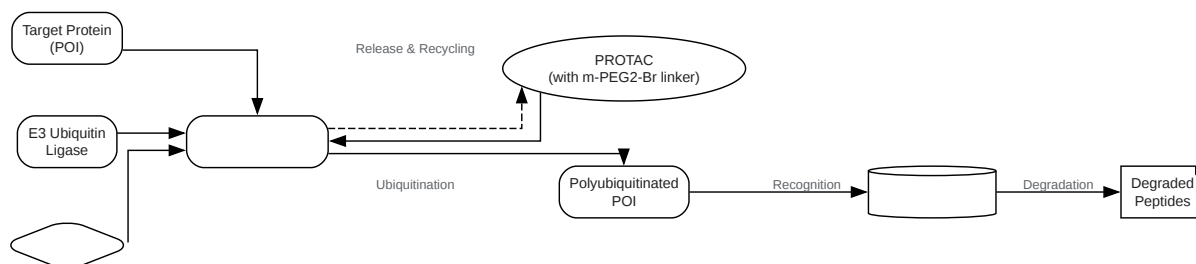 Target Protein
(POI)
Release & Recycling
PROTAC
(with m-PEG2-Br linker)
E3 Ubiquitin
Ligase
Ubiquitination
Polyubiquitinated
POI
Recognition
Degradation
Degraded
Peptides